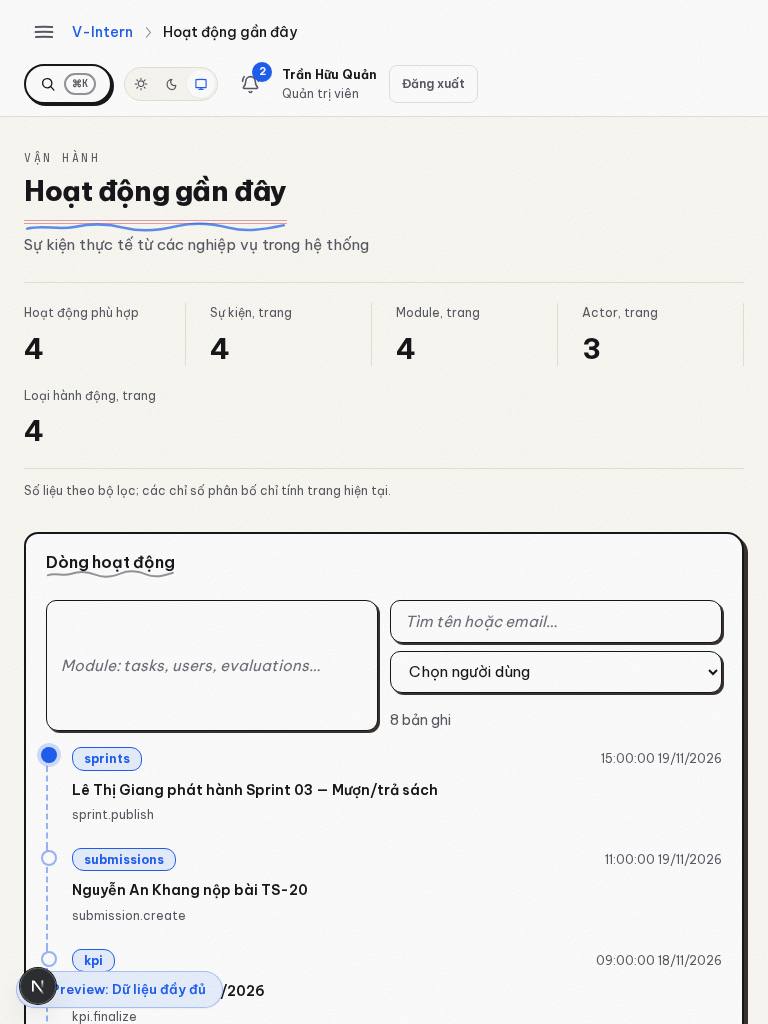 V-Intern > Hoạt động gần đây
⌘K
2
Trần Hữu Quản
Quản trị viên
Đăng xuất
VẬN HÀNH
Hoạt động gần đây
Sự kiện thực tế từ các nghiệp vụ trong hệ thống
Hoạt động phù hợp
4
Sự kiện, trang
4
Module, trang
4
Actor, trang
3
Loại hành động, trang
4
Số liệu theo bộ lọc; các chỉ số phân bố chỉ tính trang hiện tại.
Dòng hoạt động
Module: tasks, users, evaluations...
Tìm tên hoặc email...
Chọn người dùng
8 bản ghi
sprints
15:00:00 19/11/2026
Lê Thị Giang phát hành Sprint 03 — Mượn/trả sách
sprint.publish
submissions
11:00:00 19/11/2026
Nguyễn An Khang nộp bài TS-20
submission.create
kpi
09:00:00 18/11/2026
/2026
N
Preview: Dữ liệu đầy đủ
kpi.finalize